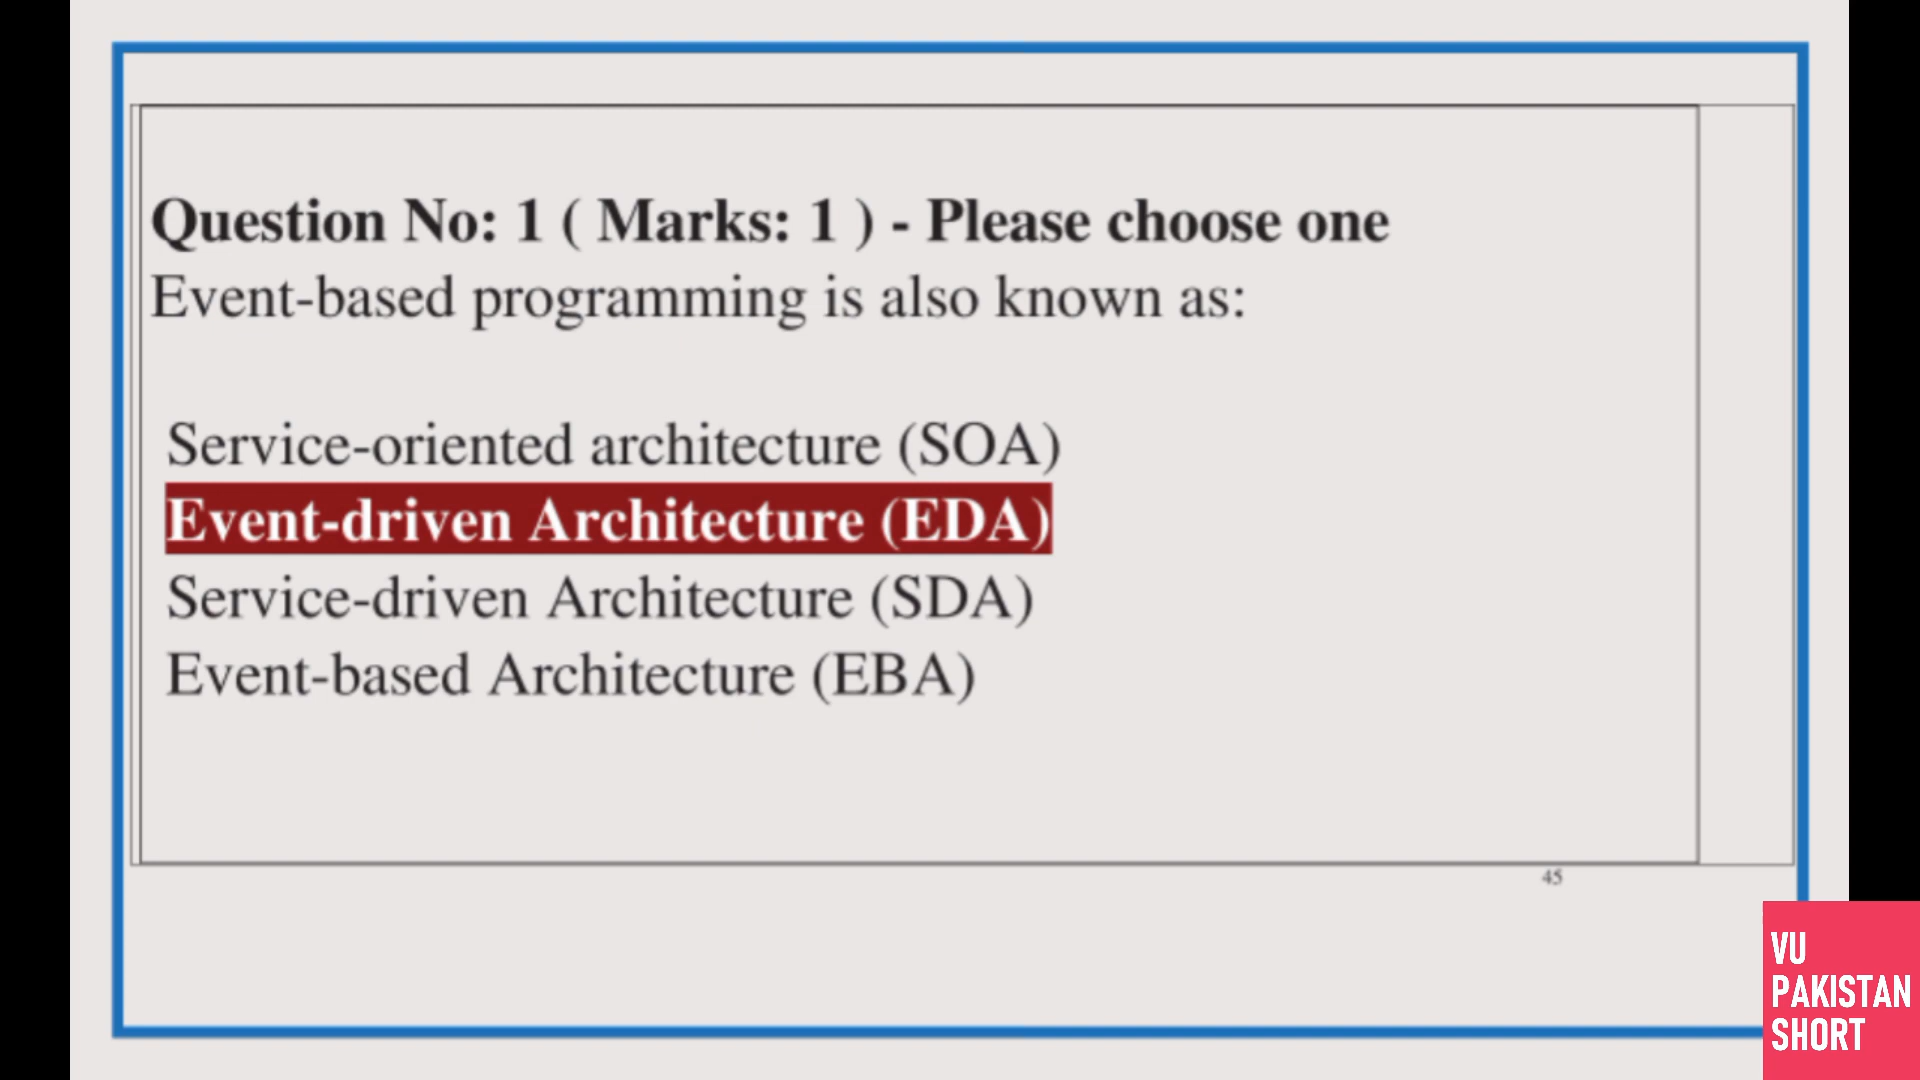 Question No: 1 ( Marks: 1 ) - Please choose one
Event-based programming is also known as:
Service-oriented architecture (SOA)
Event-driven Architecture (EDA)
Service-driven Architecture (SDA)
Event-based Architecture (EBA)
45
VU
PAKISTAN
SHORT